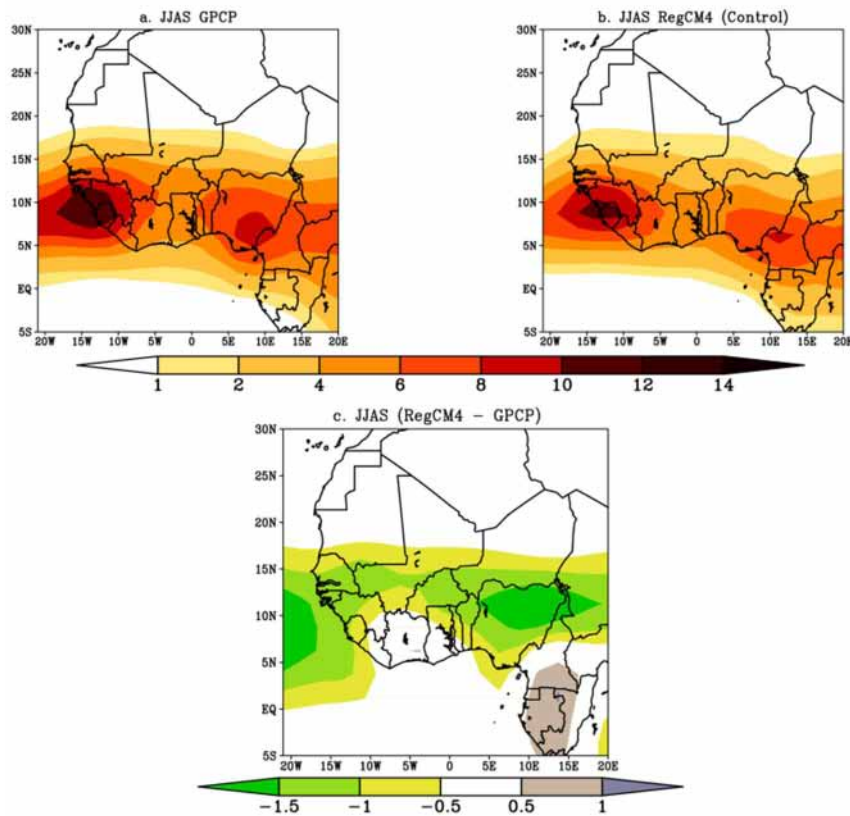 a. JJAS GPCP
b. JJAS RegCM4 (Control)
30N
25N
20N
15N
10N
5N
EQ
5S
20W 15W 10W 5W 0 5E 10E 15E 20E
30N
25N
20N
15N
10N
5N
EQ
5S
20W 15W 10W 5W 0 5E 10E 15E 20E
1 2 4 6 8 10 12 14
c. JJAS (RegCM4 − GPCP)
30N
25N
20N
15N
10N
5N
EQ
5S
20W 15W 10W 5W 0 5E 10E 15E 20E
−1.5 −1 −0.5 0.5 1